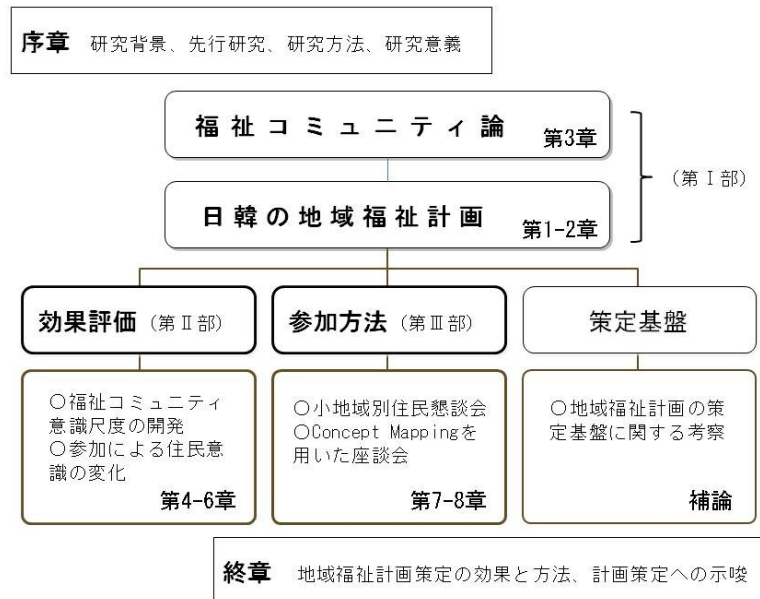 序章 研究背景、先行研究、研究方法、研究意義
福祉コミュニティ論 第3章
日韓の地域福祉計画 第1-2章
(第Ⅰ部)
効果評価（第Ⅱ部）
○福祉コミュニティ
意識尺度の開発
○参加による住民意
識の変化
第4-6章
参加方法（第Ⅲ部）
○小地域別住民懇談会
○Concept Mappingを
用いた座談会
第7-8章
策定基盤
○地域福祉計画の策
定基盤に関する考察
補論
終章 地域福祉計画策定の効果と方法、計画策定への示唆